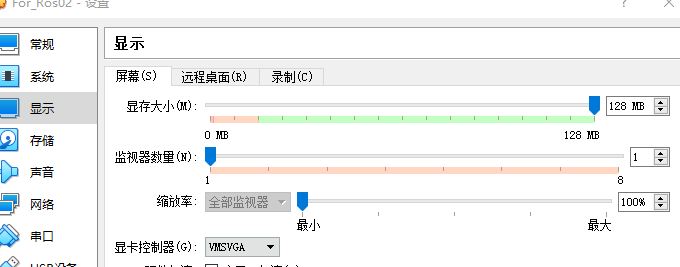 For_Ros02 - 设置
?
常规
系统
显示
存储
声音
网络
串口
USB设备
显示
屏幕(S)
远程桌面(R)
录制(C)
显存大小(M):
128 MB
0 MB
128 MB
监视器数量(N):
1
1
8
缩放率:
全部监视器
100%
最小
最大
显卡控制器(G):
VMSVGA